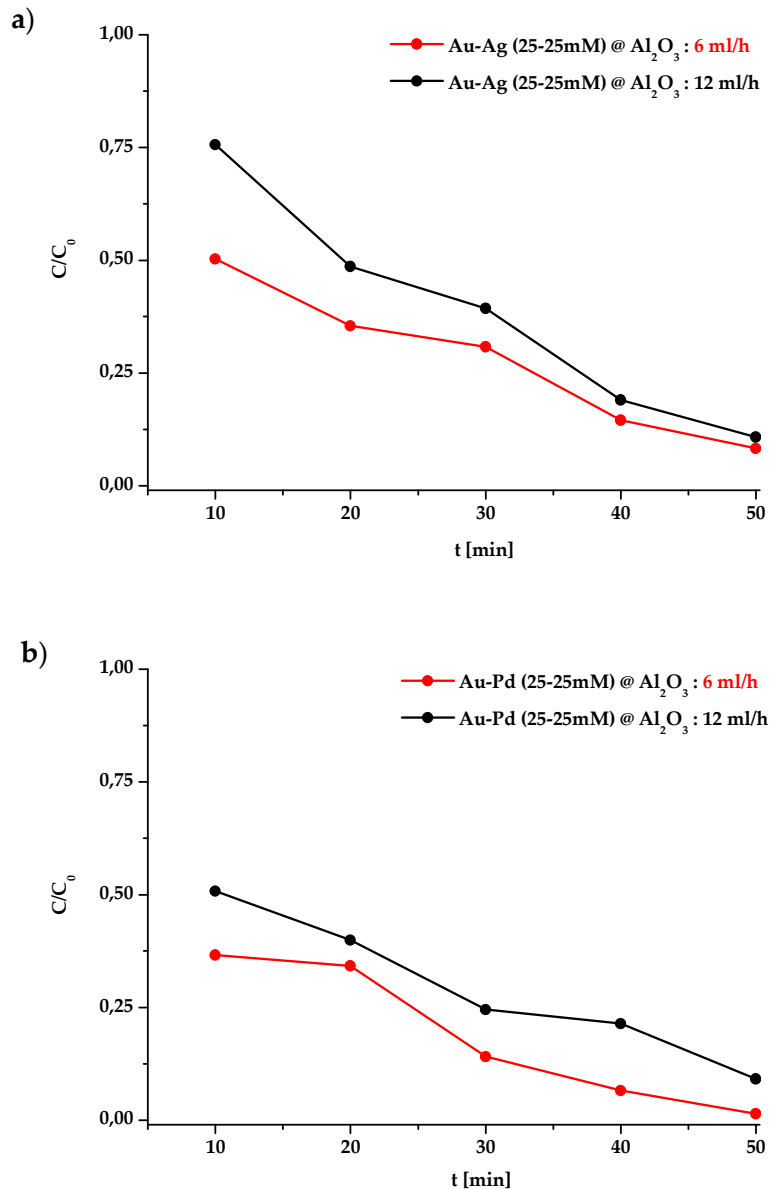 a)
Au-Ag (25-25mM) @ Al₂O₃ : 6 ml/h
Au-Ag (25-25mM) @ Al₂O₃ : 12 ml/h
1,00
0,75
0,50
0,25
0,00
C/C₀
10 20 30 40 50
t [min]
b)
Au-Pd (25-25mM) @ Al₂O₃ : 6 ml/h
Au-Pd (25-25mM) @ Al₂O₃ : 12 ml/h
1,00
0,75
0,50
0,25
0,00
C/C₀
10 20 30 40 50
t [min]